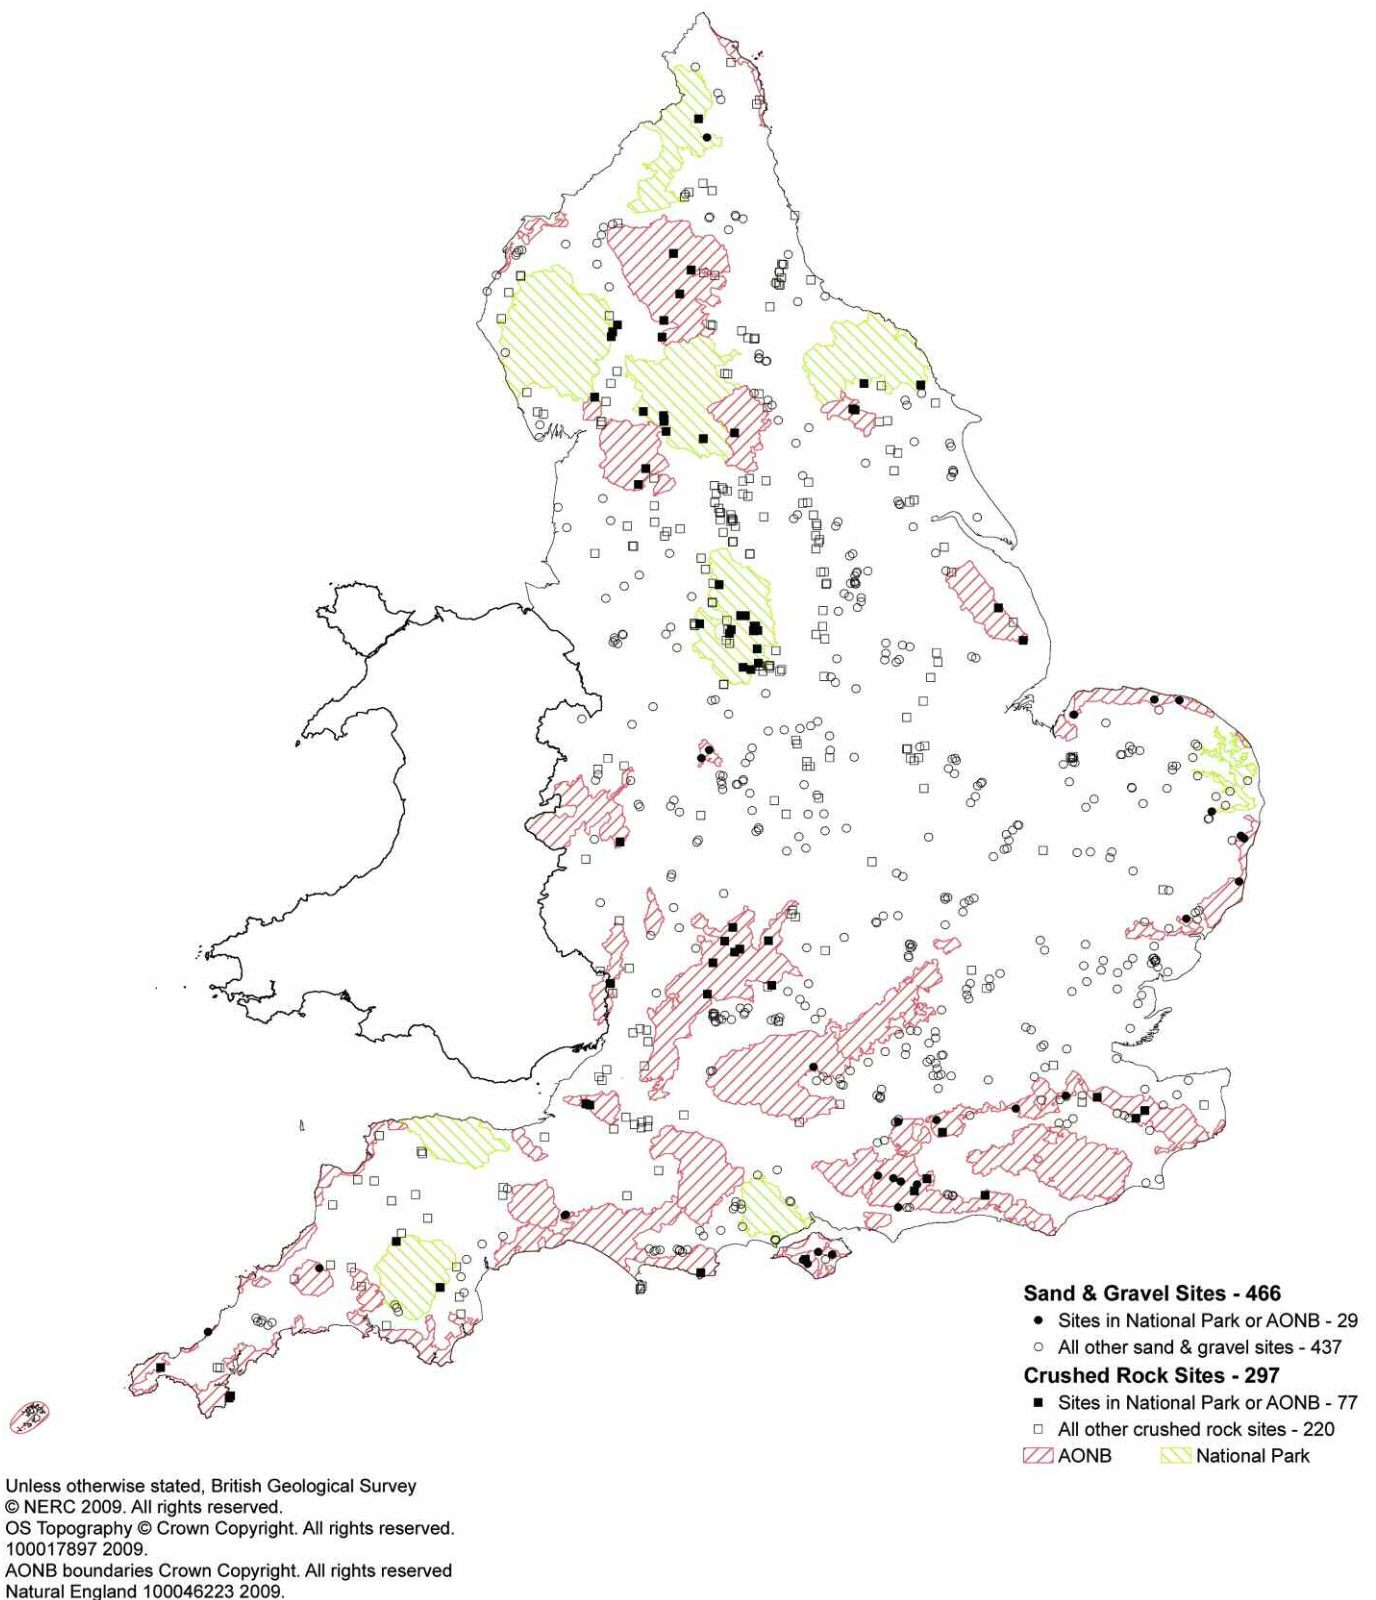 Sand & Gravel Sites - 466
Sites in National Park or AONB - 29
All other sand & gravel sites - 437
Crushed Rock Sites - 297
Sites in National Park or AONB - 77
All other crushed rock sites - 220
AONB National Park
Unless otherwise stated, British Geological Survey
© NERC 2009. All rights reserved.
OS Topography © Crown Copyright. All rights reserved.
100017897 2009.
AONB boundaries Crown Copyright. All rights reserved
Natural England 100046223 2009.